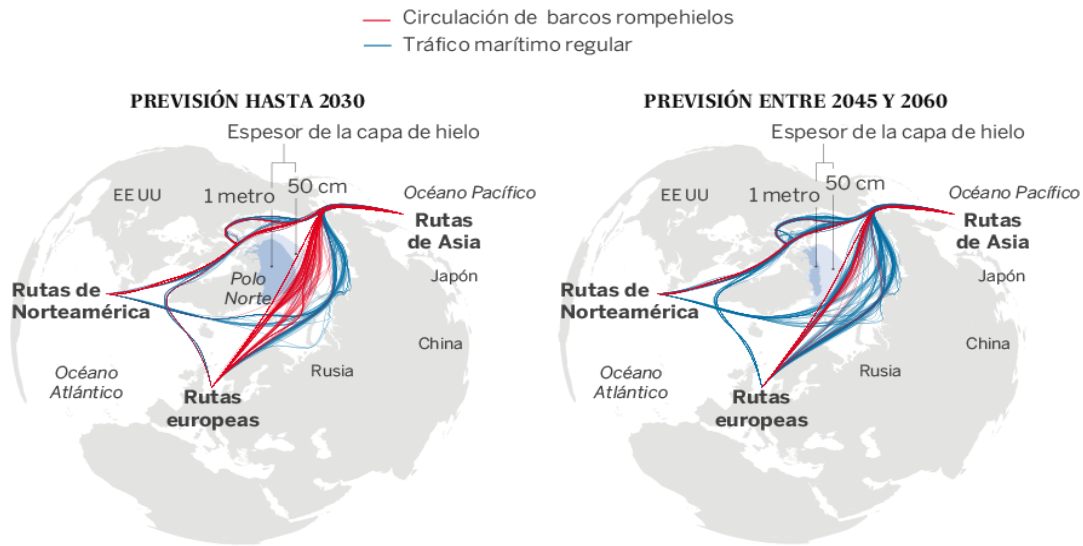 Circulación de barcos rompehielos
Tráfico marítimo regular
PREVISIÓN HASTA 2030
Espesor de la capa de hielo
EE UU
1 metro
50 cm
Océano Pacífico
Rutas
de Asia
Japón
Polo
Norte
Rutas de
Norteamérica
China
Rusia
Océano
Atlántico
Rutas
europeas
PREVISIÓN ENTRE 2045 Y 2060
Espesor de la capa de hielo
EE UU
1 metro
50 cm
Océano Pacífico
Rutas
de Asia
Japón
Rutas de
Norteamérica
China
Rusia
Océano
Atlántico
Rutas
europeas